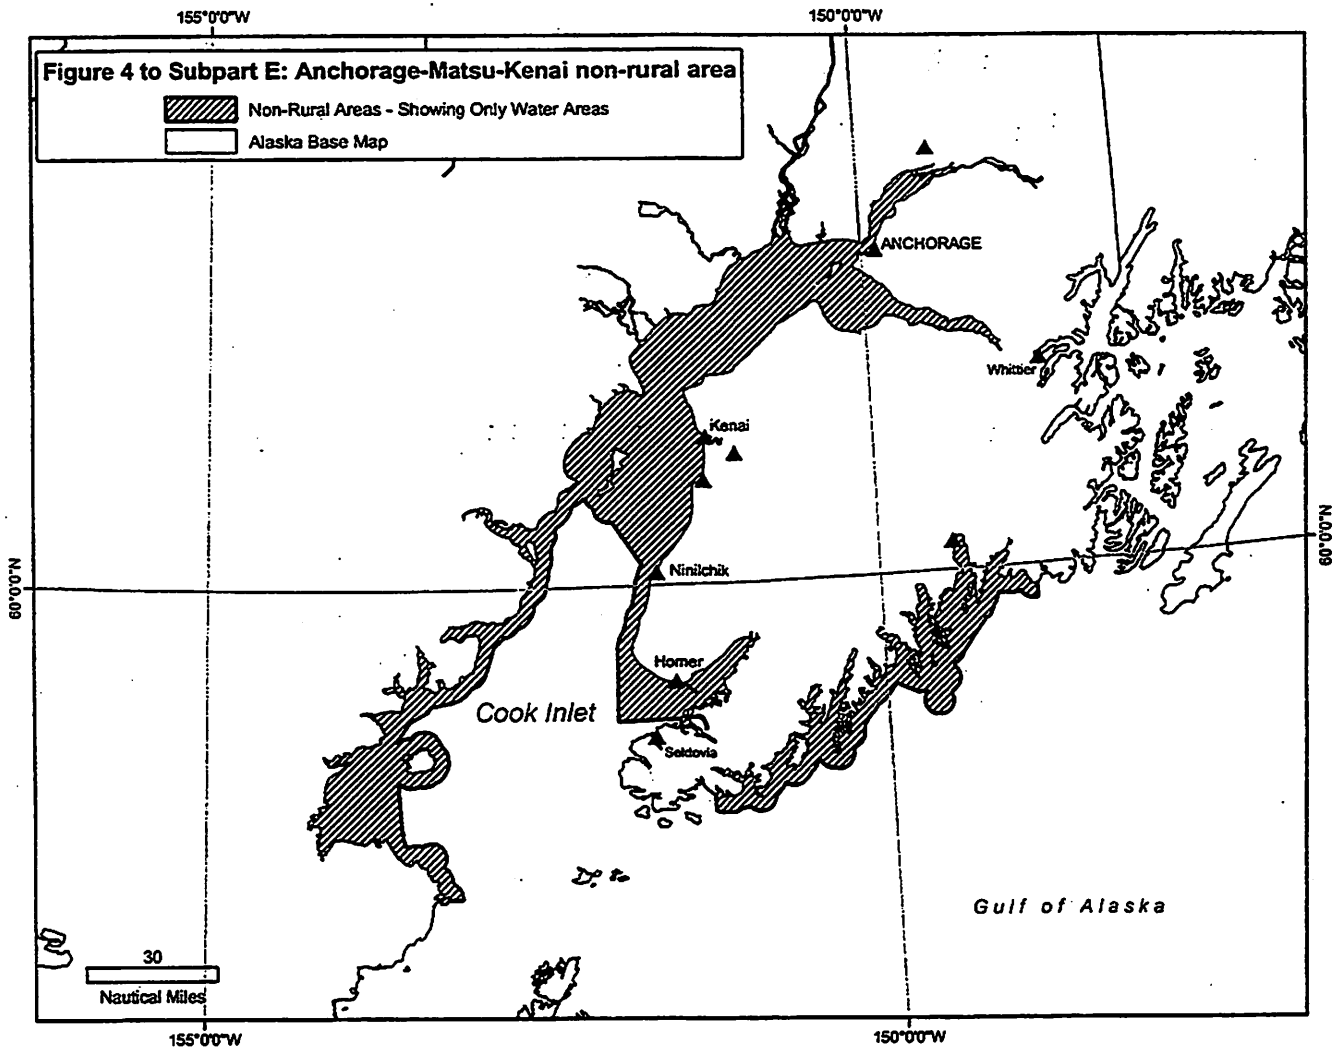 155°0'0"W 150°0'0"W
Figure 4 to Subpart E: Anchorage-Matsu-Kenai non-rural area
Non-Rural Areas - Showing Only Water Areas
Alaska Base Map
ANCHORAGE
Whittier
Kenai
60°0'0"N
Ninilchik
60°0'0"N
Homer
Cook Inlet
Seldovia
Gulf of Alaska
30
Nautical Miles
155°0'0"W 150°0'0"W